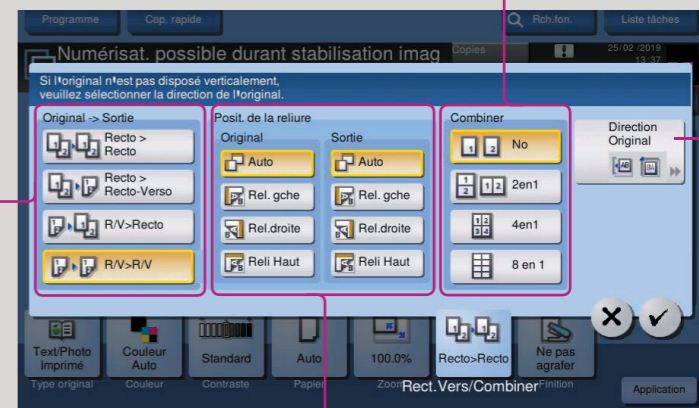 Programme
Cop. rapide
Rch.fon.
Liste tâches
Numérisat. possible durant stabilisation imag
Copies
25/02 /2019
13:37
Si l'original n'est pas disposé verticalement,
veuillez sélectionner la direction de l'original.
Original -> Sortie
Recto >
Recto
Recto >
Recto-Verso
R/V>Recto
R/V>R/V
Posit. de la reliure
Original
Sortie
Auto
Auto
Rel. gche
Rel. gche
Rel.droite
Rel.droite
Reli Haut
Reli Haut
Combiner
No
2en1
4en1
8 en 1
Direction
Original
Text/Photo
Imprimé
Couleur
Auto
Standard
Auto
100.0%
Recto>Recto
Ne pas
agrafer
Type original
Couleur
Contraste
Papier
Zoom
Rect.Vers/Combiner
Finition
Application